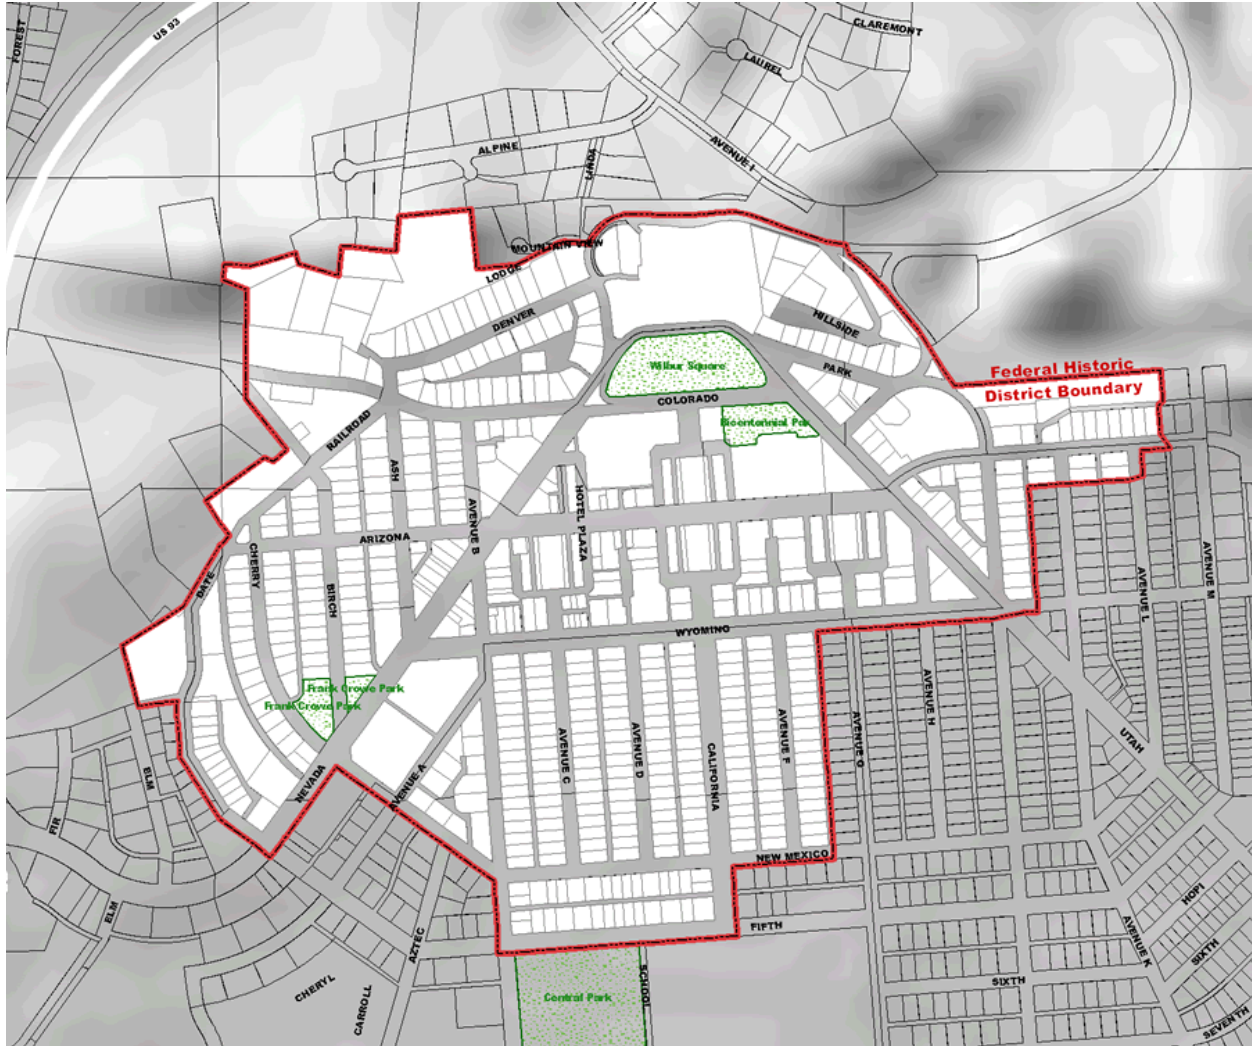 FOREST
US 93
CLAREMONT
LAUREL
ALPINE
AVENUE I
MOUNTAIN VIEW
LODGE
DENVER
HILLSIDE
Wilbur Square
PARK
Federal Historic
District Boundary
COLORADO
Bicentennial Par
RAILROAD
ASH
AVENUE B
HOTEL PLAZA
ARIZONA
CHERRY
DATE
BIRCH
AVENUE L
AVENUE M
WYOMING
Frank Crowe Park
Frank Crowe Park
AVENUE C
AVENUE D
CALIFORNIA
AVENUE F
AVENUE G
AVENUE H
UTAH
ELM
FIR
NEVADA
AVENUE A
NEW MEXICO
HOPI
ELM
AZTEC
FIFTH
AVENUE K
SIXTH
CHERYL
CARROLL
Central Park
SCHOOL
SIXTH
SEVENTH